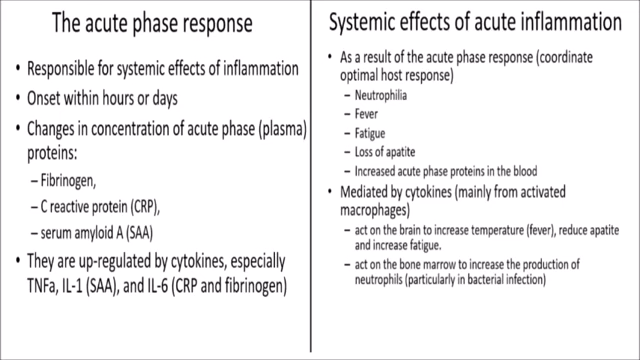 The acute phase response
• Responsible for systemic effects of inflammation
• Onset within hours or days
• Changes in concentration of acute phase (plasma)
proteins:
– Fibrinogen,
– C reactive protein (CRP),
– serum amyloid A (SAA)
• They are up-regulated by cytokines, especially
TNFa, IL-1 (SAA), and IL-6 (CRP and fibrinogen)
Systemic effects of acute inflammation
• As a result of the acute phase response (coordinate
optimal host response)
– Neutrophilia
– Fever
– Fatigue
– Loss of apatite
– Increased acute phase proteins in the blood
• Mediated by cytokines (mainly from activated
macrophages)
– act on the brain to increase temperature (fever), reduce apatite
and increase fatigue.
– act on the bone marrow to increase the production of
neutrophils (particularly in bacterial infection)